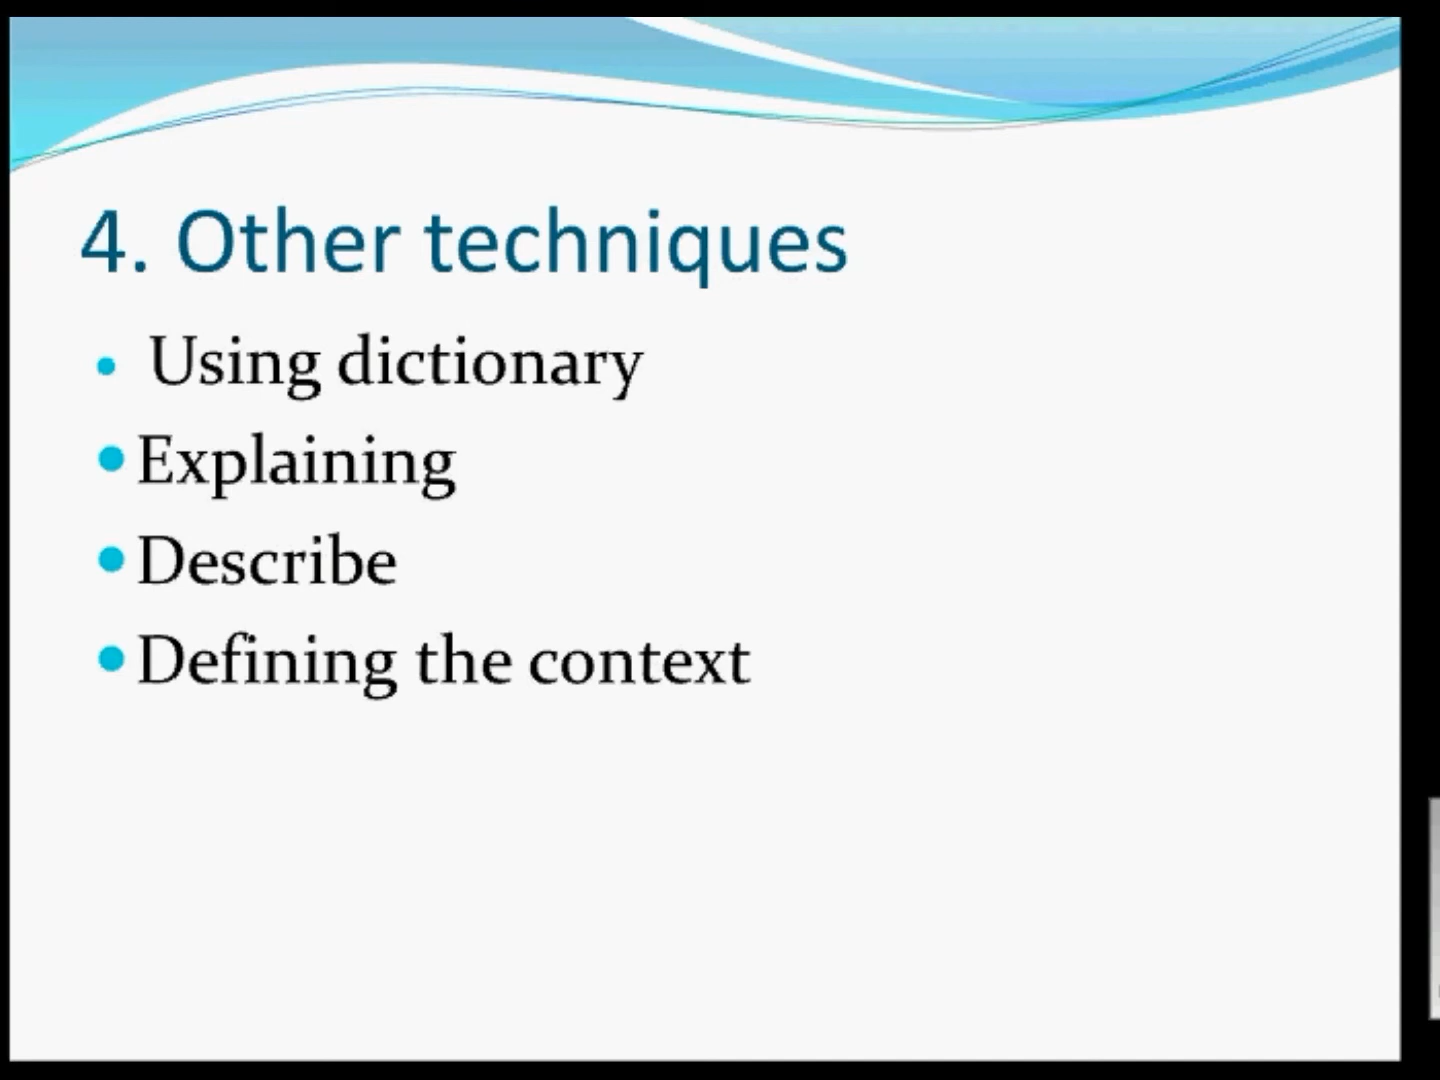 4. Other techniques
• Using dictionary
• Explaining
• Describe
• Defining the context